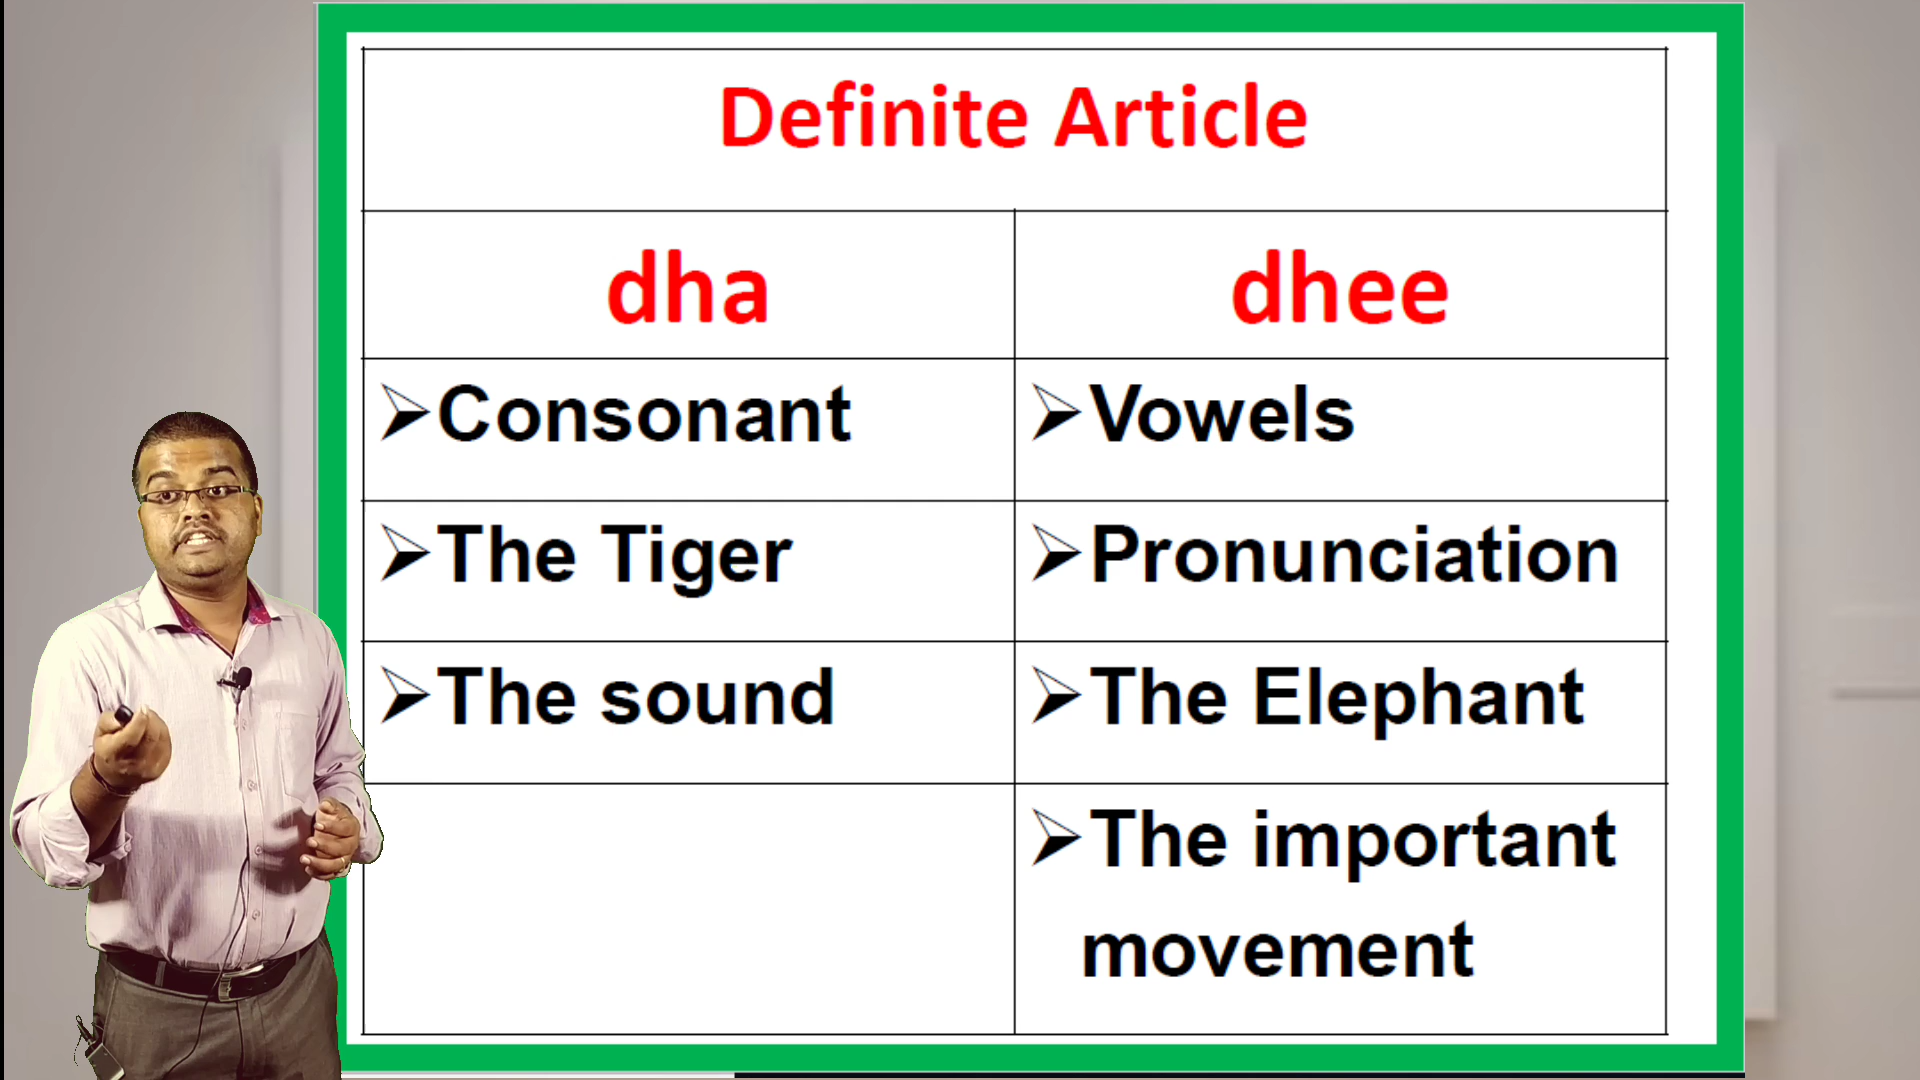 Definite Article
dha dhee
➢Consonant ➢Vowels
➢The Tiger ➢Pronunciation
➢The sound ➢The Elephant
➢The important
movement